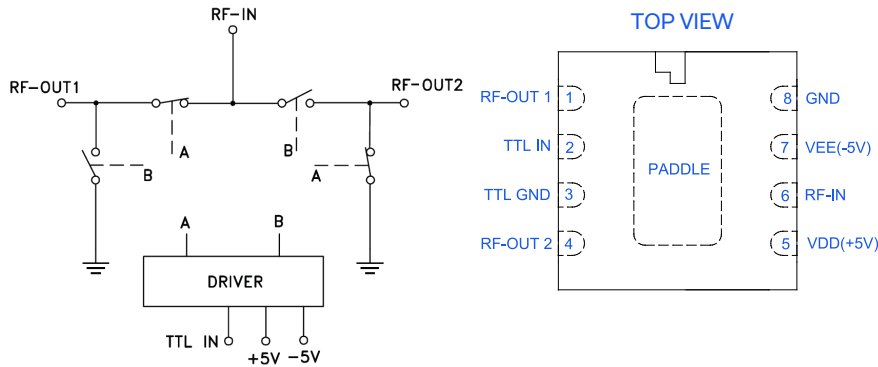 RF-IN
RF-OUT1
RF-OUT2
A
B
B
A
A
B
DRIVER
TTL IN
+5V
-5V
TOP VIEW
RF-OUT 1
1
8
GND
TTL IN
2
7
VEE(-5V)
PADDLE
TTL GND
3
6
RF-IN
RF-OUT 2
4
5
VDD(+5V)